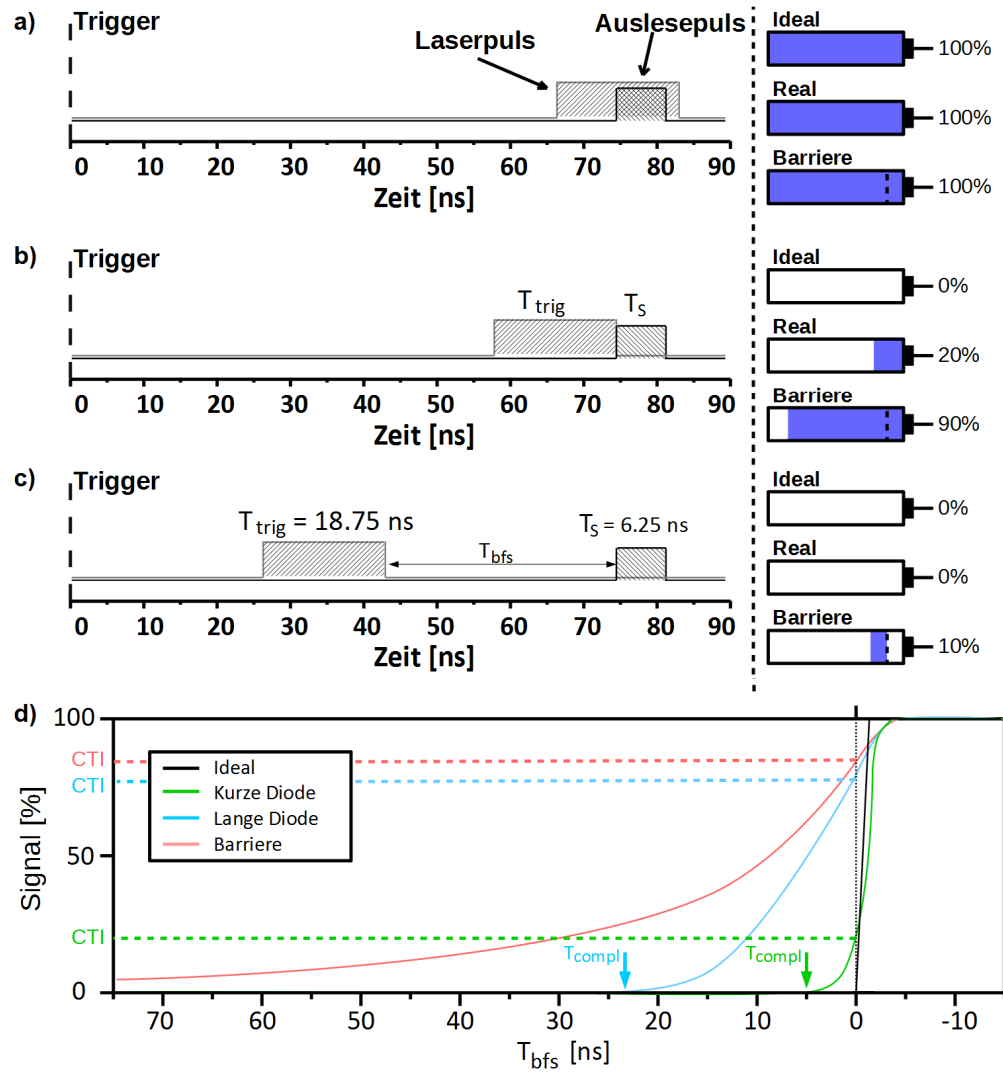 a)
Trigger
Laserpuls
Auslesepuls
0 10 20 30 40 50 60 70 80 90
Zeit [ns]
Ideal
100%
Real
100%
Barriere
100%
b)
Trigger
T trig
T S
0 10 20 30 40 50 60 70 80 90
Zeit [ns]
Ideal
0%
Real
20%
Barriere
90%
c)
Trigger
T trig = 18.75 ns
T bfs
T S = 6.25 ns
0 10 20 30 40 50 60 70 80 90
Zeit [ns]
Ideal
0%
Real
0%
Barriere
10%
d)
100
CTI
CTI
50
CTI
0
Signal [%]
Ideal
Kurze Diode
Lange Diode
Barriere
T compl
T compl
70 60 50 40 30 20 10 0 -10
T bfs [ns]